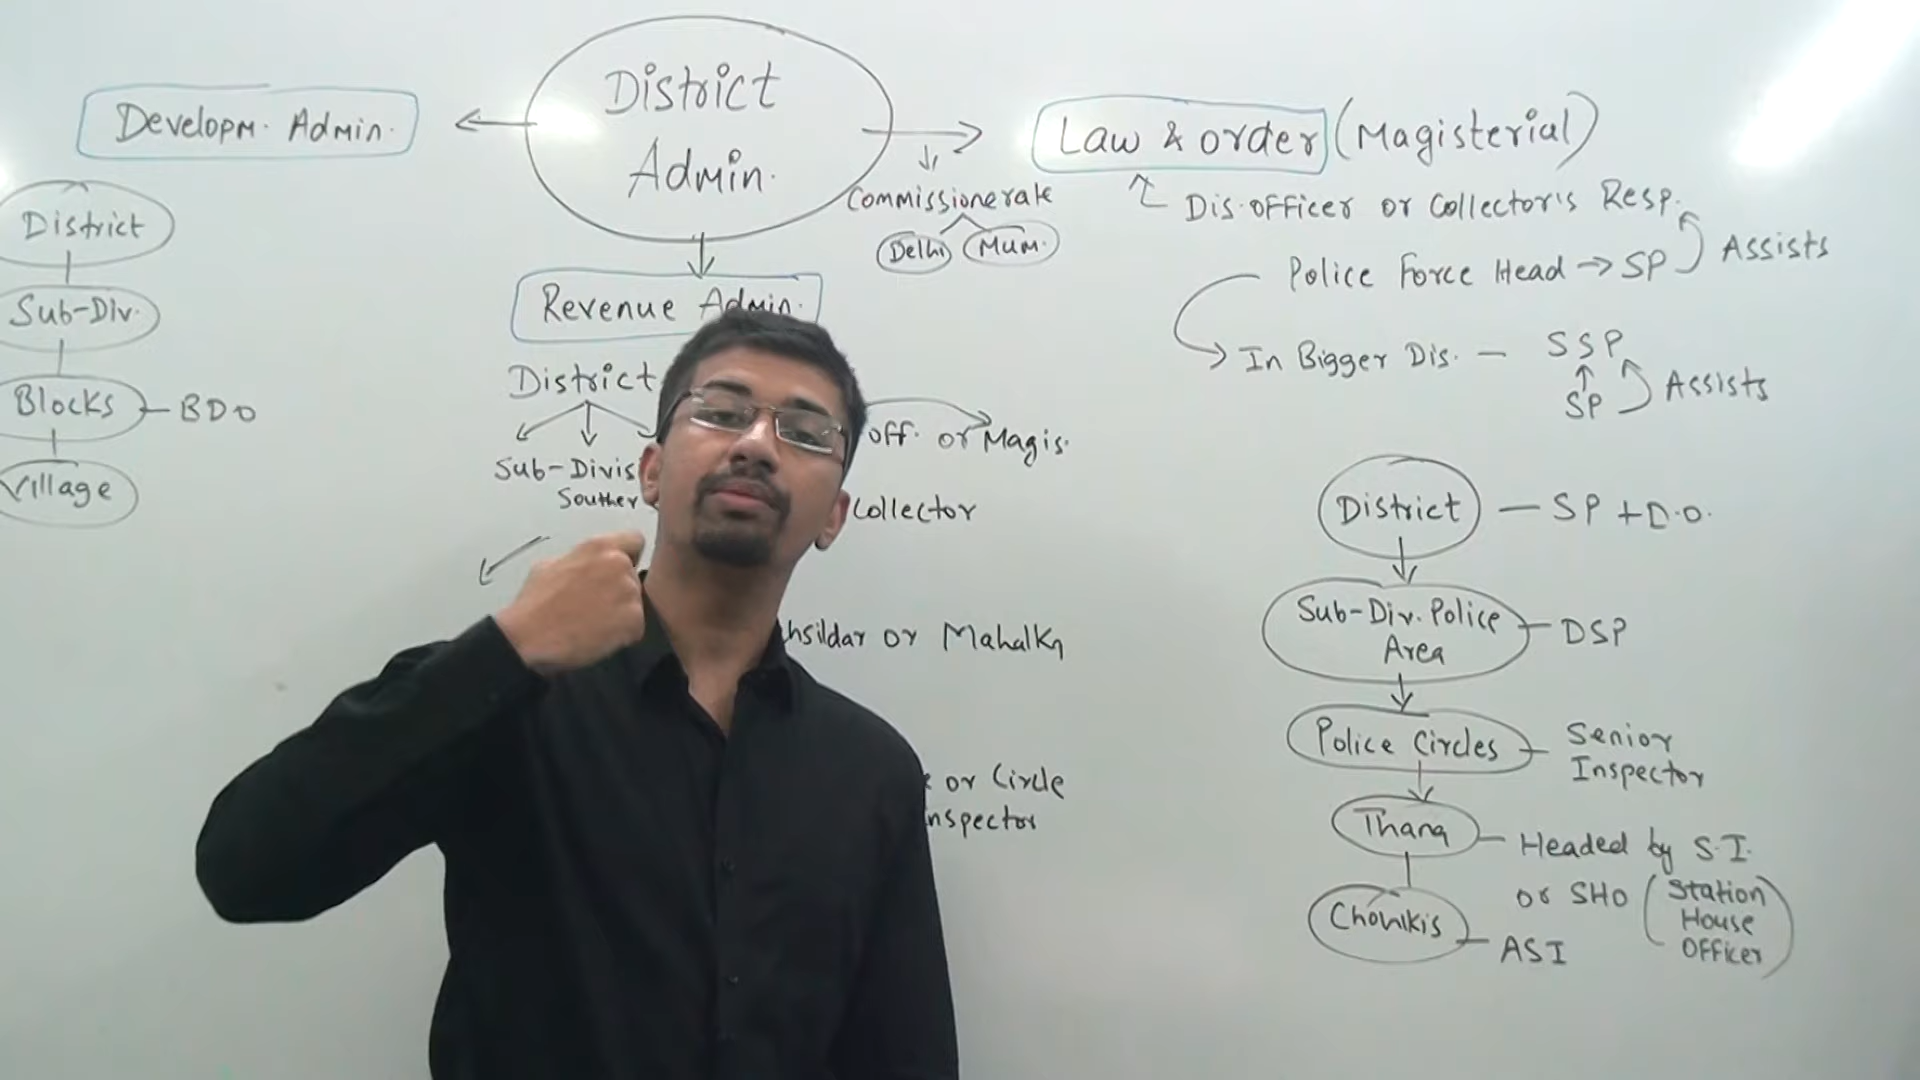 District
Admin.
Developm. Admin.
District
Sub-Div.
Blocks - BDO
Village
Revenue Admin.
District
Sub-Divis
Souther
off. or Magis.
Collector
hsildar or Mahalkq
or Circle
nspector
Commissionerate
Delhi Mum.
Law & order (Magisterial)
Dis. officer or Collector's Resp.
Police Force Head → SP Assists
In Bigger Dis. - SSP
SP Assists
District - SP + D.O.
Sub-Div. Police
Area - DSP
Police Circles - Senior
Inspector
Thana - Headed by S.I.
or SHO (Station
House
Officer)
Chowkis - ASI